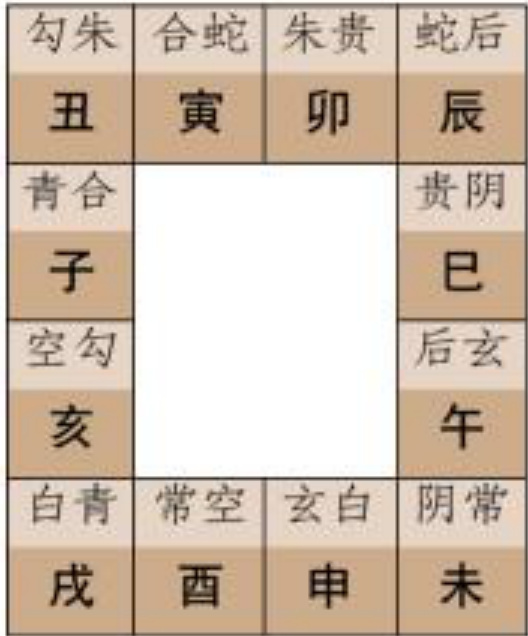 勾朱 合蛇 朱贵 蛇后
丑 寅 卯 辰
青合 贵阴
子 巳
空勾 后玄
亥 午
白青 常空 玄白 阴常
戌 酉 申 未